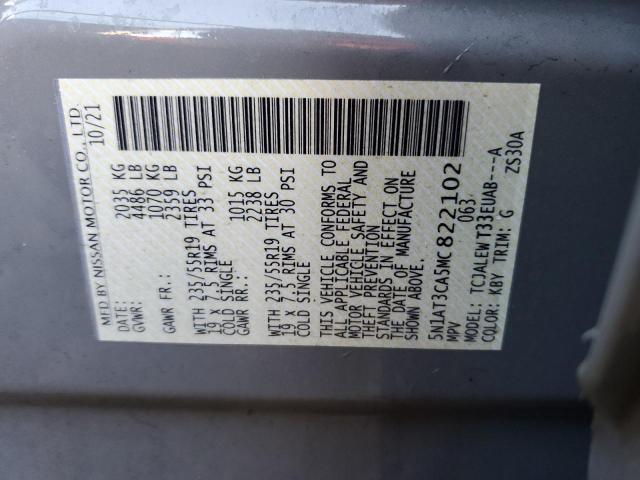 MFD BY NISSAN MOTOR CO., LTD.
10/21
GVWR: 2035 KG
4486 LB
GAWR FR.: 1070 KG
2359 LB
WITH 235/55R19 TIRES
19 x 7.5 RIMS AT 33 PSI
COLD SINGLE
GAWR RR: 1015 KG
2238 LB
WITH 235/55R19 TIRES
19 x 7.5 RIMS AT 30 PSI
COLD SINGLE
THIS VEHICLE CONFORMS TO
ALL APPLICABLE FEDERAL
MOTOR VEHICLE SAFETY AND
THEFT PREVENTION
STANDARDS IN EFFECT ON
THE DATE OF MANUFACTURE
SHOWN ABOVE.
5N1AT3CA5MC822102
MPV 063
MODEL: TCJALEWT33EUAB---A
COLOR: KBY TRIM: G ZS30A